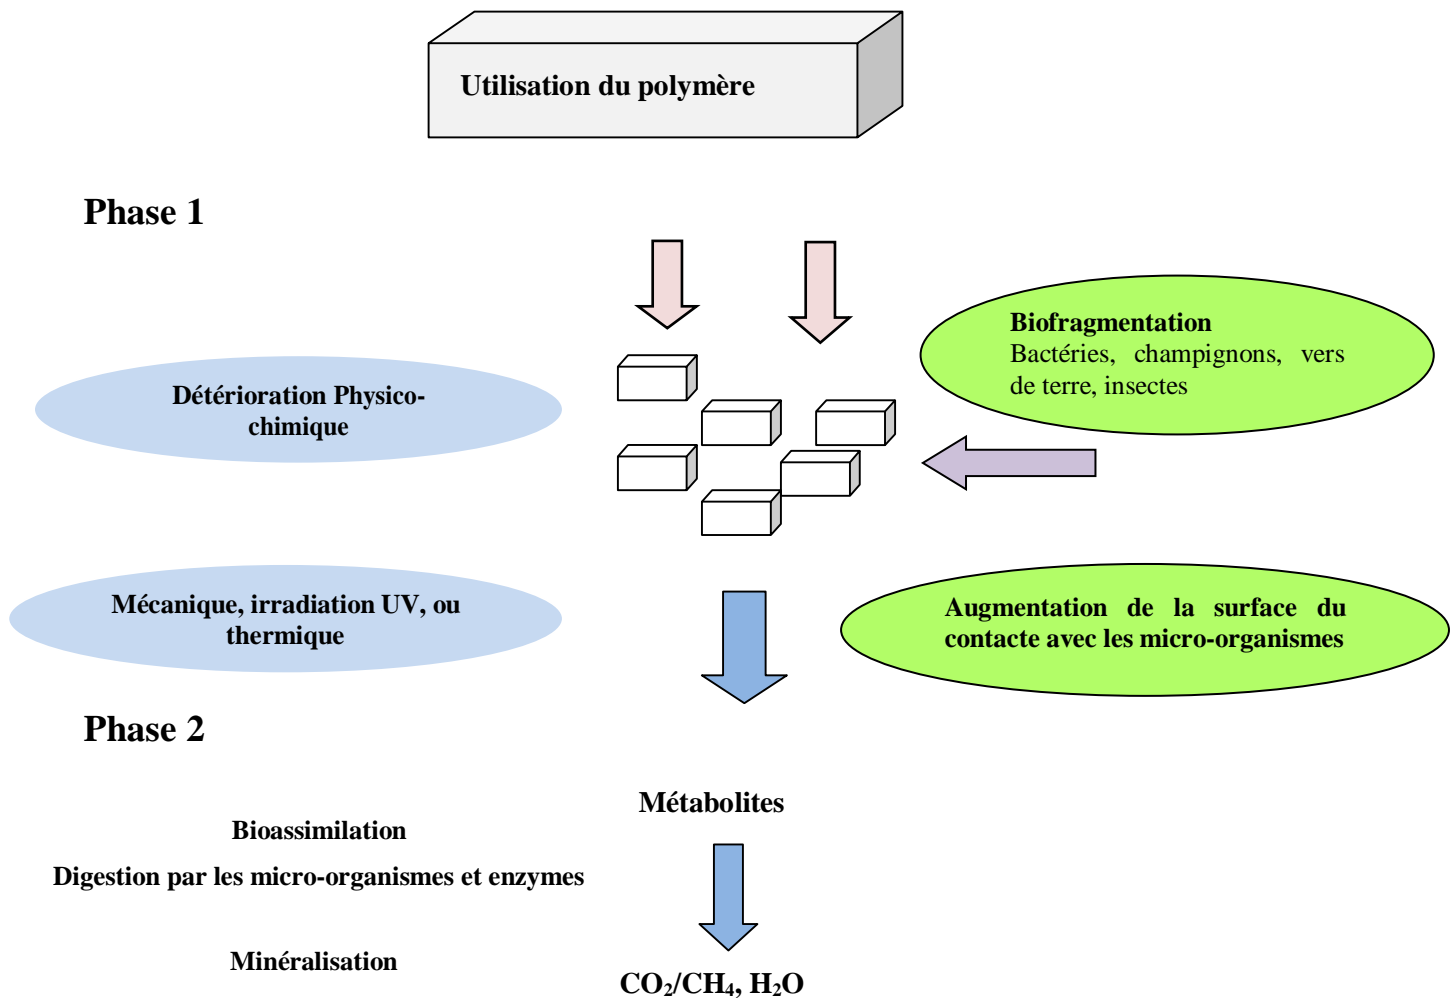 Utilisation du polymère
Phase 1
Biofragmentation
Bactéries, champignons, vers
de terre, insectes
Détérioration Physico-
chimique
Mécanique, irradiation UV, ou
thermique
Augmentation de la surface du
contacte avec les micro-organismes
Phase 2
Métabolites
Bioassimilation
Digestion par les micro-organismes et enzymes
Minéralisation
CO₂/CH₄, H₂O